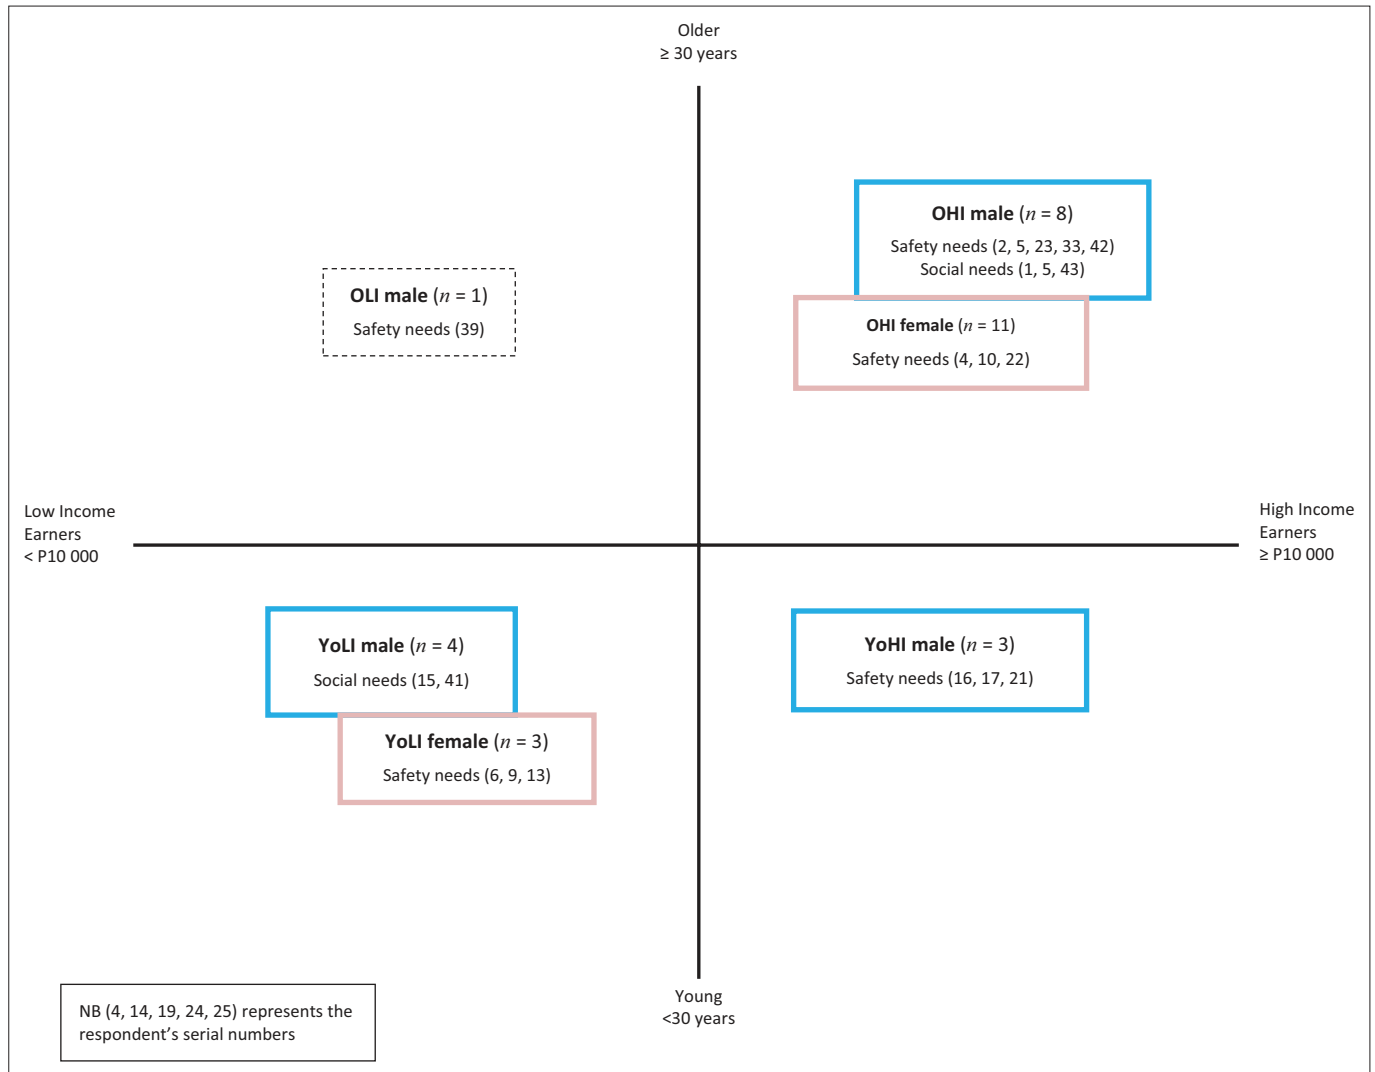 Older
≥ 30 years
OHI male (n = 8)
Safety needs (2, 5, 23, 33, 42)
Social needs (1, 5, 43)
OLI male (n = 1)
Safety needs (39)
OHI female (n = 11)
Safety needs (4, 10, 22)
Low Income
Earners
< P10 000
High Income
Earners
≥ P10 000
YoLI male (n = 4)
Social needs (15, 41)
YoHI male (n = 3)
Safety needs (16, 17, 21)
YoLI female (n = 3)
Safety needs (6, 9, 13)
Young
<30 years
NB (4, 14, 19, 24, 25) represents the
respondent’s serial numbers